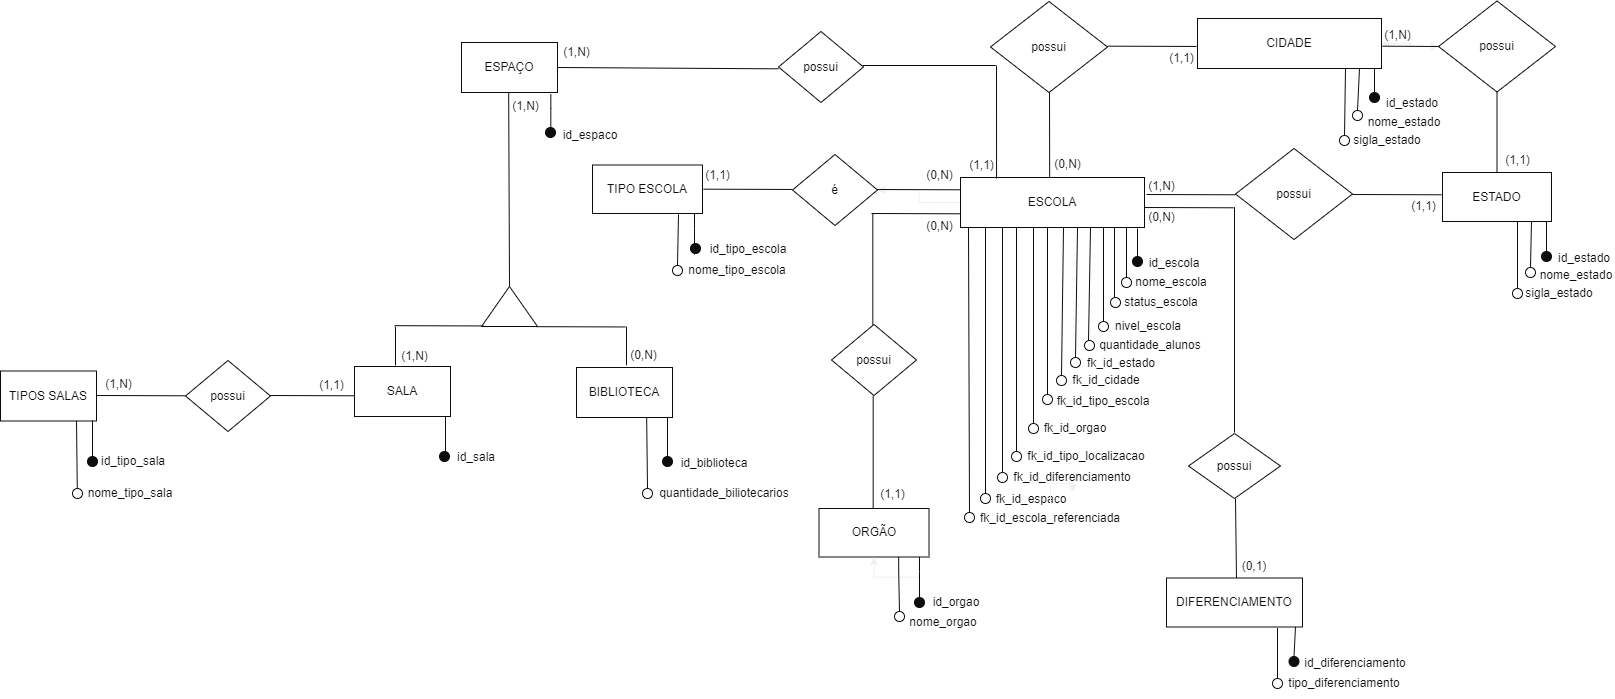 possui
possui
possui
CIDADE
(1,N)
(1,1)
(1,N)
ESPAÇO
(1,N)
id_espaco
id_estado
nome_estado
sigla_estado
TIPO ESCOLA
(1,1)
é
(0,N)
(1,1)
(0,N)
(1,1)
ESCOLA
(1,N)
possui
(1,1)
ESTADO
(0,N)
(0,N)
id_tipo_escola
nome_tipo_escola
id_escola
nome_escola
status_escola
nivel_escola
quantidade_alunos
fk_id_estado
fk_id_cidade
fk_id_tipo_escola
fk_id_orgao
fk_id_tipo_localizacao
fk_id_diferenciamento
fk_id_espaco
fk_id_escola_referenciada
id_estado
nome_estado
sigla_estado
TIPOS SALAS
(1,N)
possui
(1,1)
(1,N)
SALA
(0,N)
BIBLIOTECA
id_tipo_sala
nome_tipo_sala
id_sala
id_biblioteca
quantidade_biliotecarios
possui
(1,1)
ORGÃO
id_orgao
nome_orgao
possui
(0,1)
DIFERENCIAMENTO
id_diferenciamento
tipo_diferenciamento